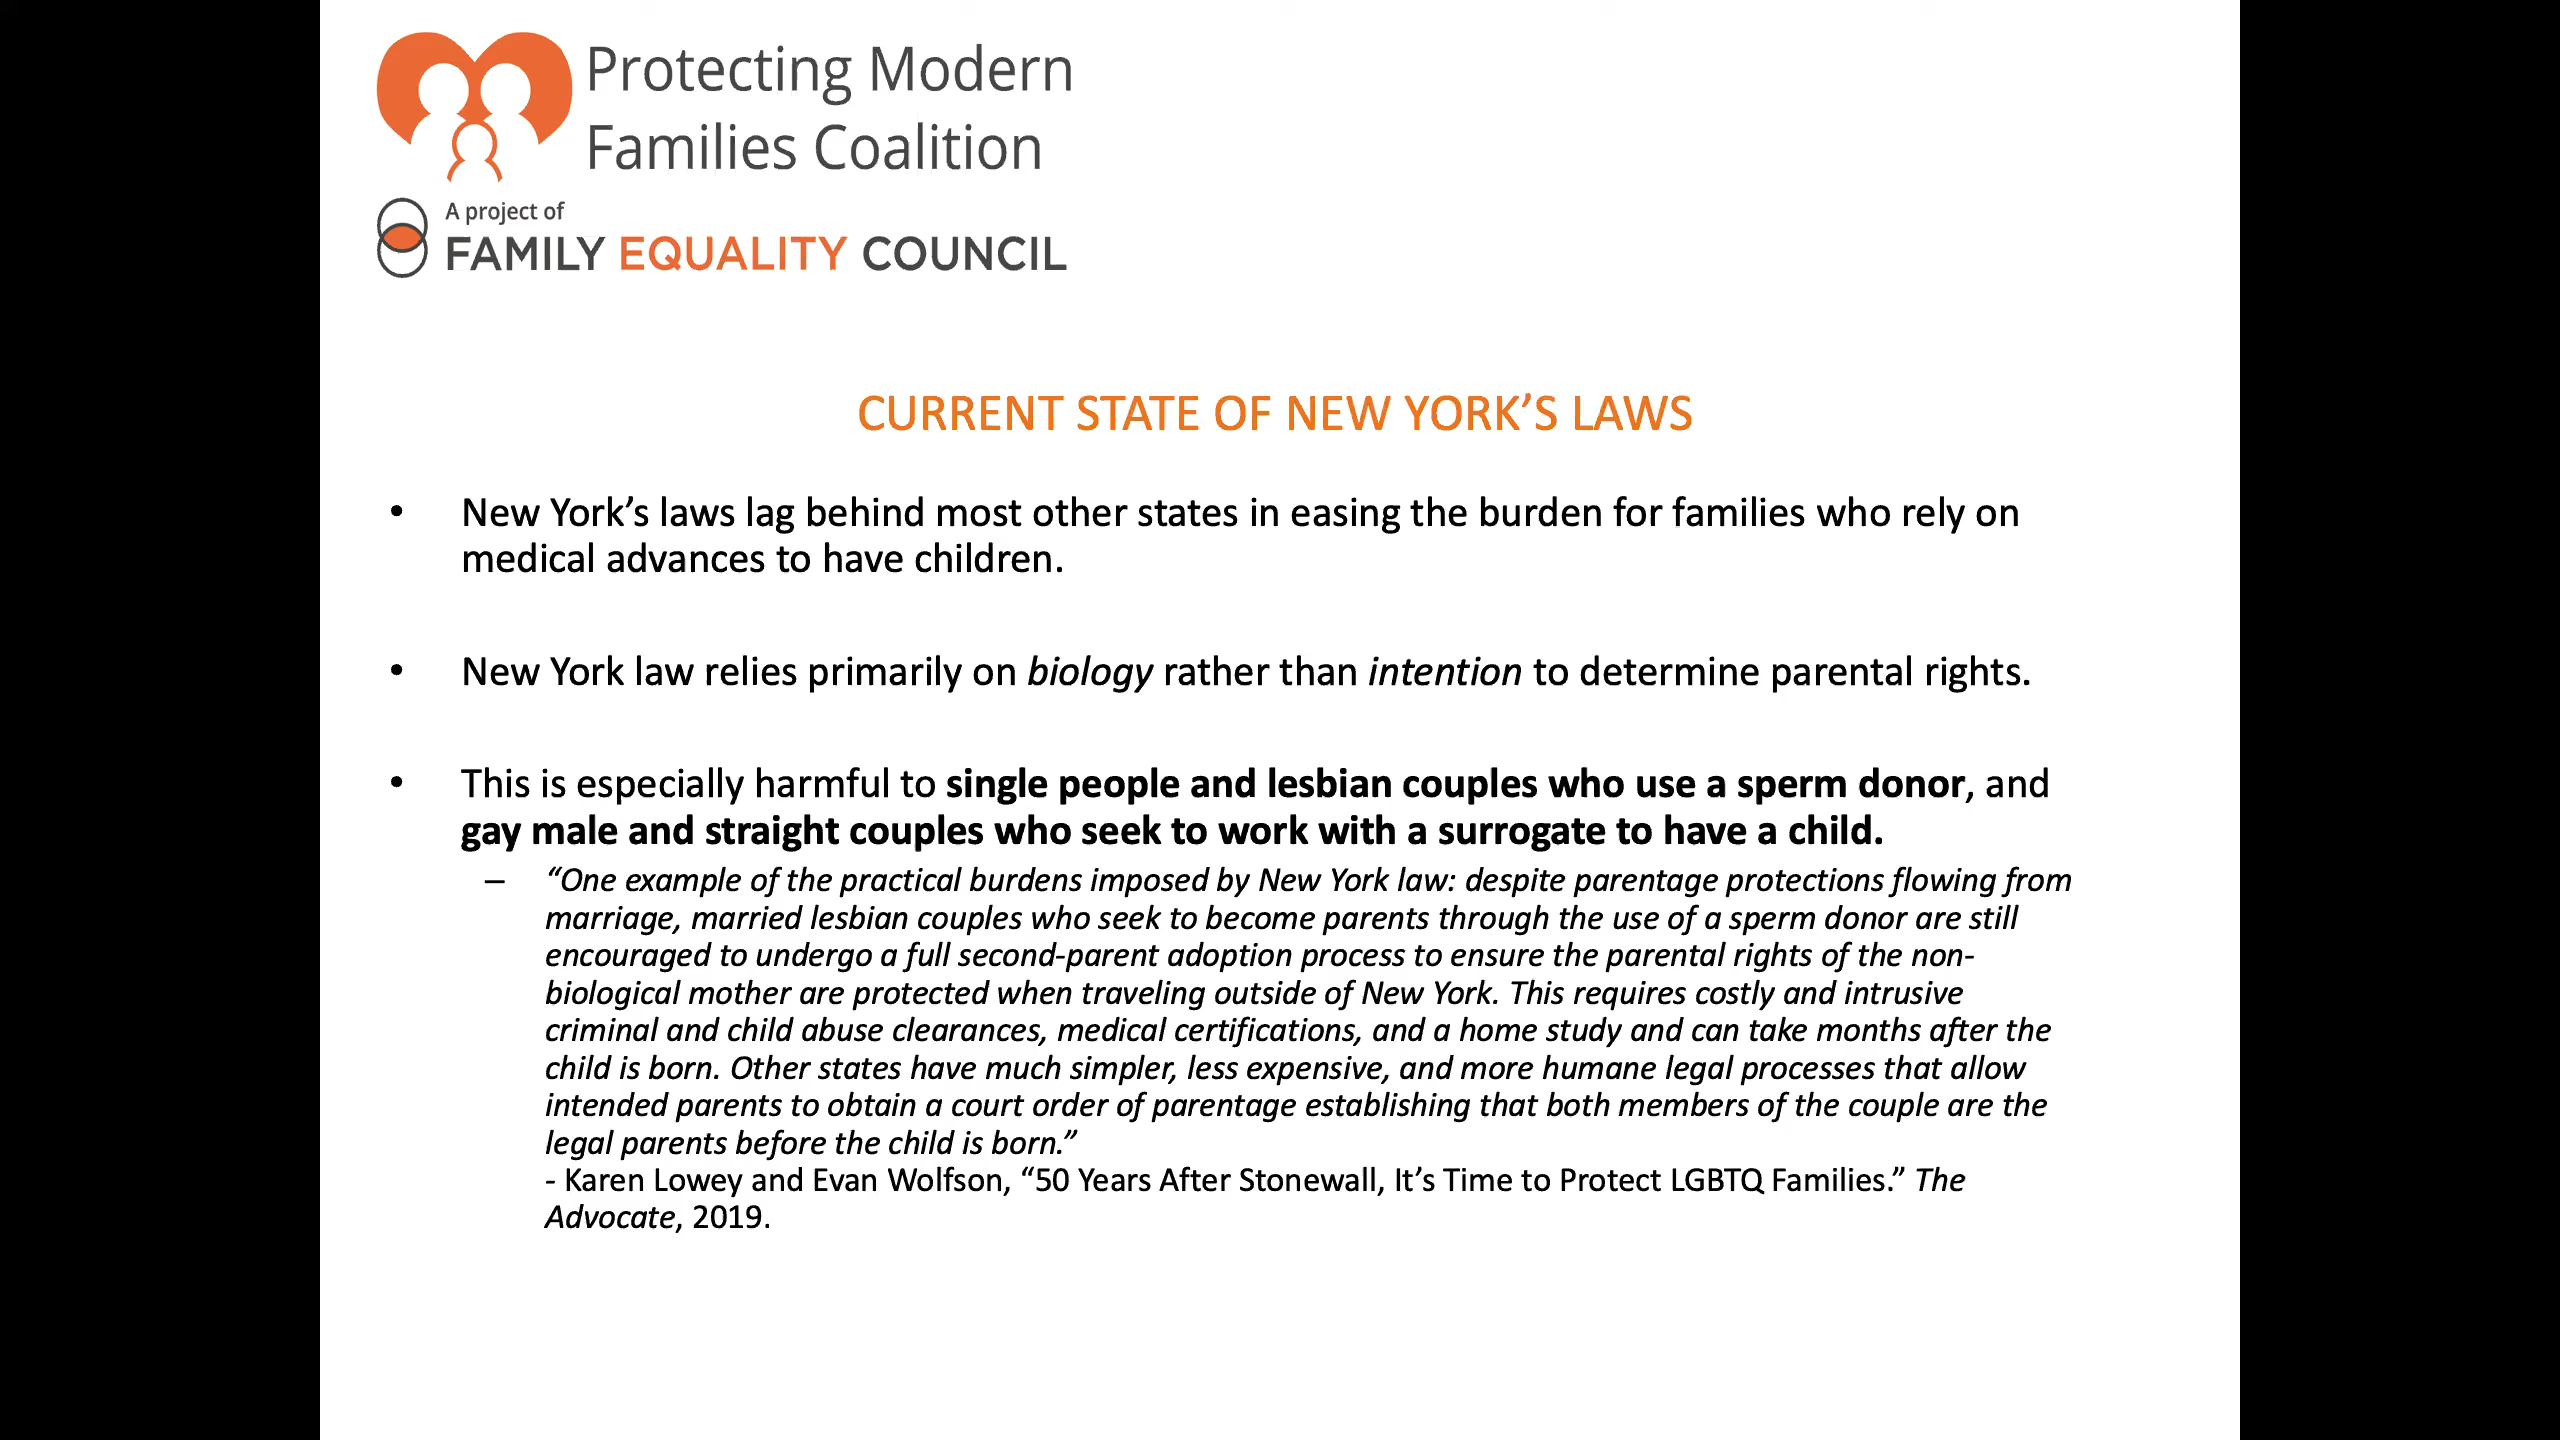 Protecting Modern
Families Coalition
A project of
FAMILY EQUALITY COUNCIL
CURRENT STATE OF NEW YORK’S LAWS
• New York’s laws lag behind most other states in easing the burden for families who rely on
medical advances to have children.
• New York law relies primarily on biology rather than intention to determine parental rights.
• This is especially harmful to single people and lesbian couples who use a sperm donor, and
gay male and straight couples who seek to work with a surrogate to have a child.
– “One example of the practical burdens imposed by New York law: despite parentage protections flowing from
marriage, married lesbian couples who seek to become parents through the use of a sperm donor are still
encouraged to undergo a full second-parent adoption process to ensure the parental rights of the non-
biological mother are protected when traveling outside of New York. This requires costly and intrusive
criminal and child abuse clearances, medical certifications, and a home study and can take months after the
child is born. Other states have much simpler, less expensive, and more humane legal processes that allow
intended parents to obtain a court order of parentage establishing that both members of the couple are the
legal parents before the child is born.”
- Karen Lowey and Evan Wolfson, “50 Years After Stonewall, It’s Time to Protect LGBTQ Families.” The
Advocate, 2019.